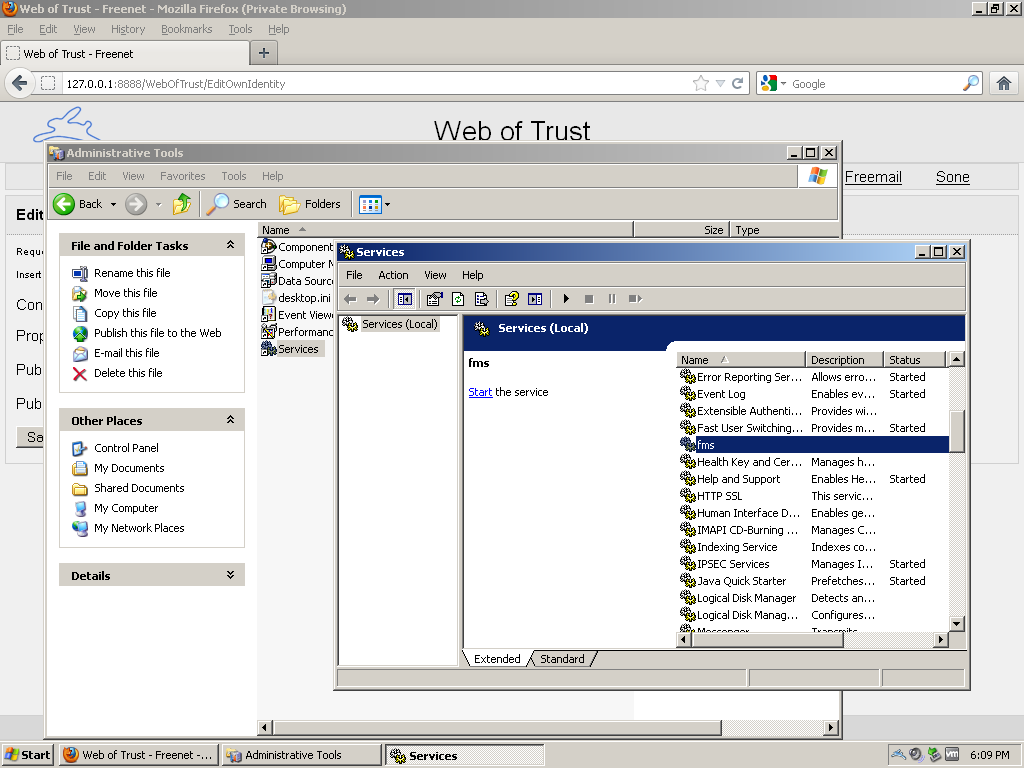 Web of Trust - Freenet - Mozilla Firefox (Private Browsing)
File Edit View History Bookmarks Tools Help
Web of Trust - Freenet
127.0.0.1:8888/WebOfTrust/EditOwnIdentity
Google
Web of Trust
Freemail Sone
Edit
Reque
Insert
Con
Prop
Pub
Pub
Sa
Administrative Tools
File Edit View Favorites Tools Help
Back Search Folders
File and Folder Tasks
Rename this file
Move this file
Copy this file
Publish this file to the Web
E-mail this file
Delete this file
Other Places
Control Panel
My Documents
Shared Documents
My Computer
My Network Places
Details
Name Size Type
Component
Computer M
Data Sourc
desktop.ini
Event View
Performanc
Services
Services
File Action View Help
Services (Local)
Services (Local)
fms
Start the service
Name Description Status
Error Reporting Ser... Allows erro... Started
Event Log Enables ev... Started
Extensible Authenti... Provides wi...
Fast User Switching... Provides m... Started
fms
Health Key and Cer... Manages h...
Help and Support Enables He... Started
HTTP SSL This servic...
Human Interface D... Enables ge...
IMAPI CD-Burning ... Manages C...
Indexing Service Indexes co...
IPSEC Services Manages I... Started
Java Quick Starter Prefetches... Started
Logical Disk Manager Detects an...
Logical Disk Manag... Configures...
Messenger Transmits
Extended Standard
Start Web of Trust - Freenet -... Administrative Tools Services 6:09 PM